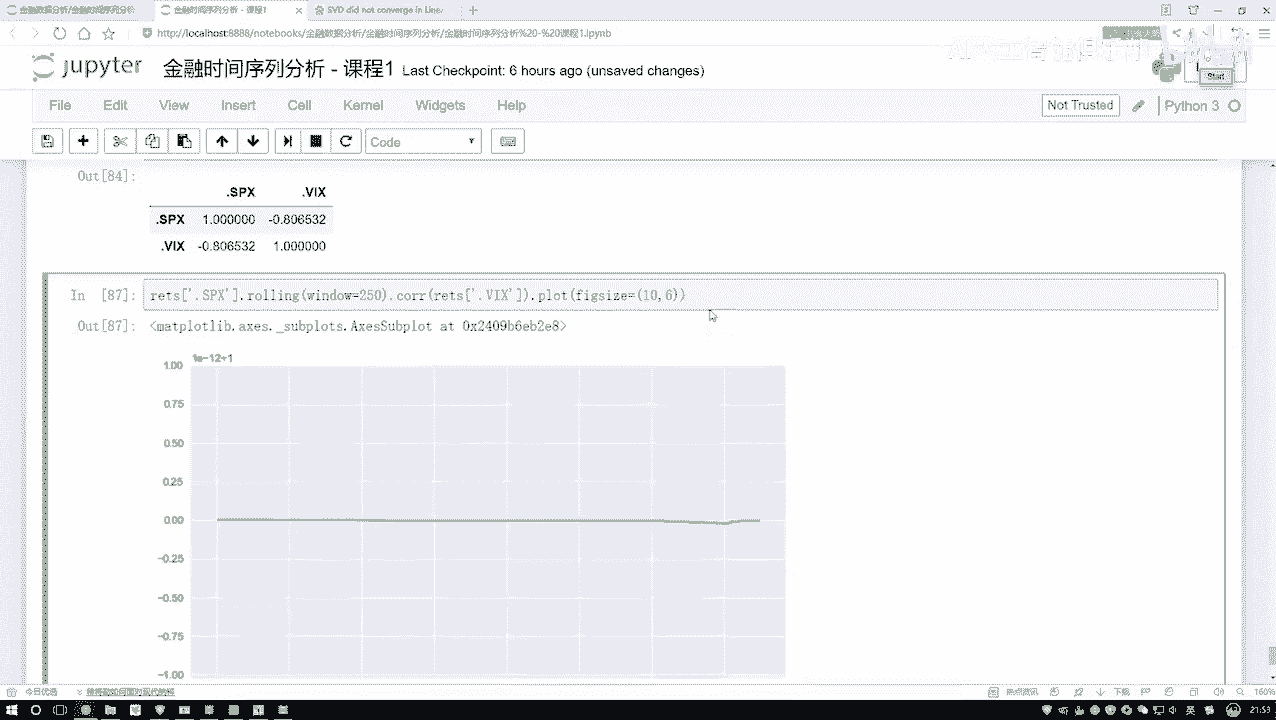 金融数据分析/金融时间序列分析
金融时间序列分析 - 课程1
SVD did not converge in Line
http://localhost:8888/notebooks/金融数据分析/金融时间序列分析/金融时间序列分析%20-%20课程1.ipynb
jupyter 金融时间序列分析 - 课程1 Last Checkpoint: 6 hours ago (unsaved changes)
Start
File Edit View Insert Cell Kernel Widgets Help
Not Trusted
Python 3
Code
Out[84]:
.SPX .VIX
.SPX 1.000000 -0.806532
.VIX -0.806532 1.000000
In [87]: rets['.SPX'].rolling(window=250).corr(rets['.VIX']).plot(figsize=(10,6))
Out[87]: <matplotlib.axes._subplots.AxesSubplot at 0x2409b6eb2e8>
1e-12+1
1.00
0.75
0.50
0.25
0.00
−0.25
−0.50
−0.75
−1.00
今日优选
下载
160%
21:53